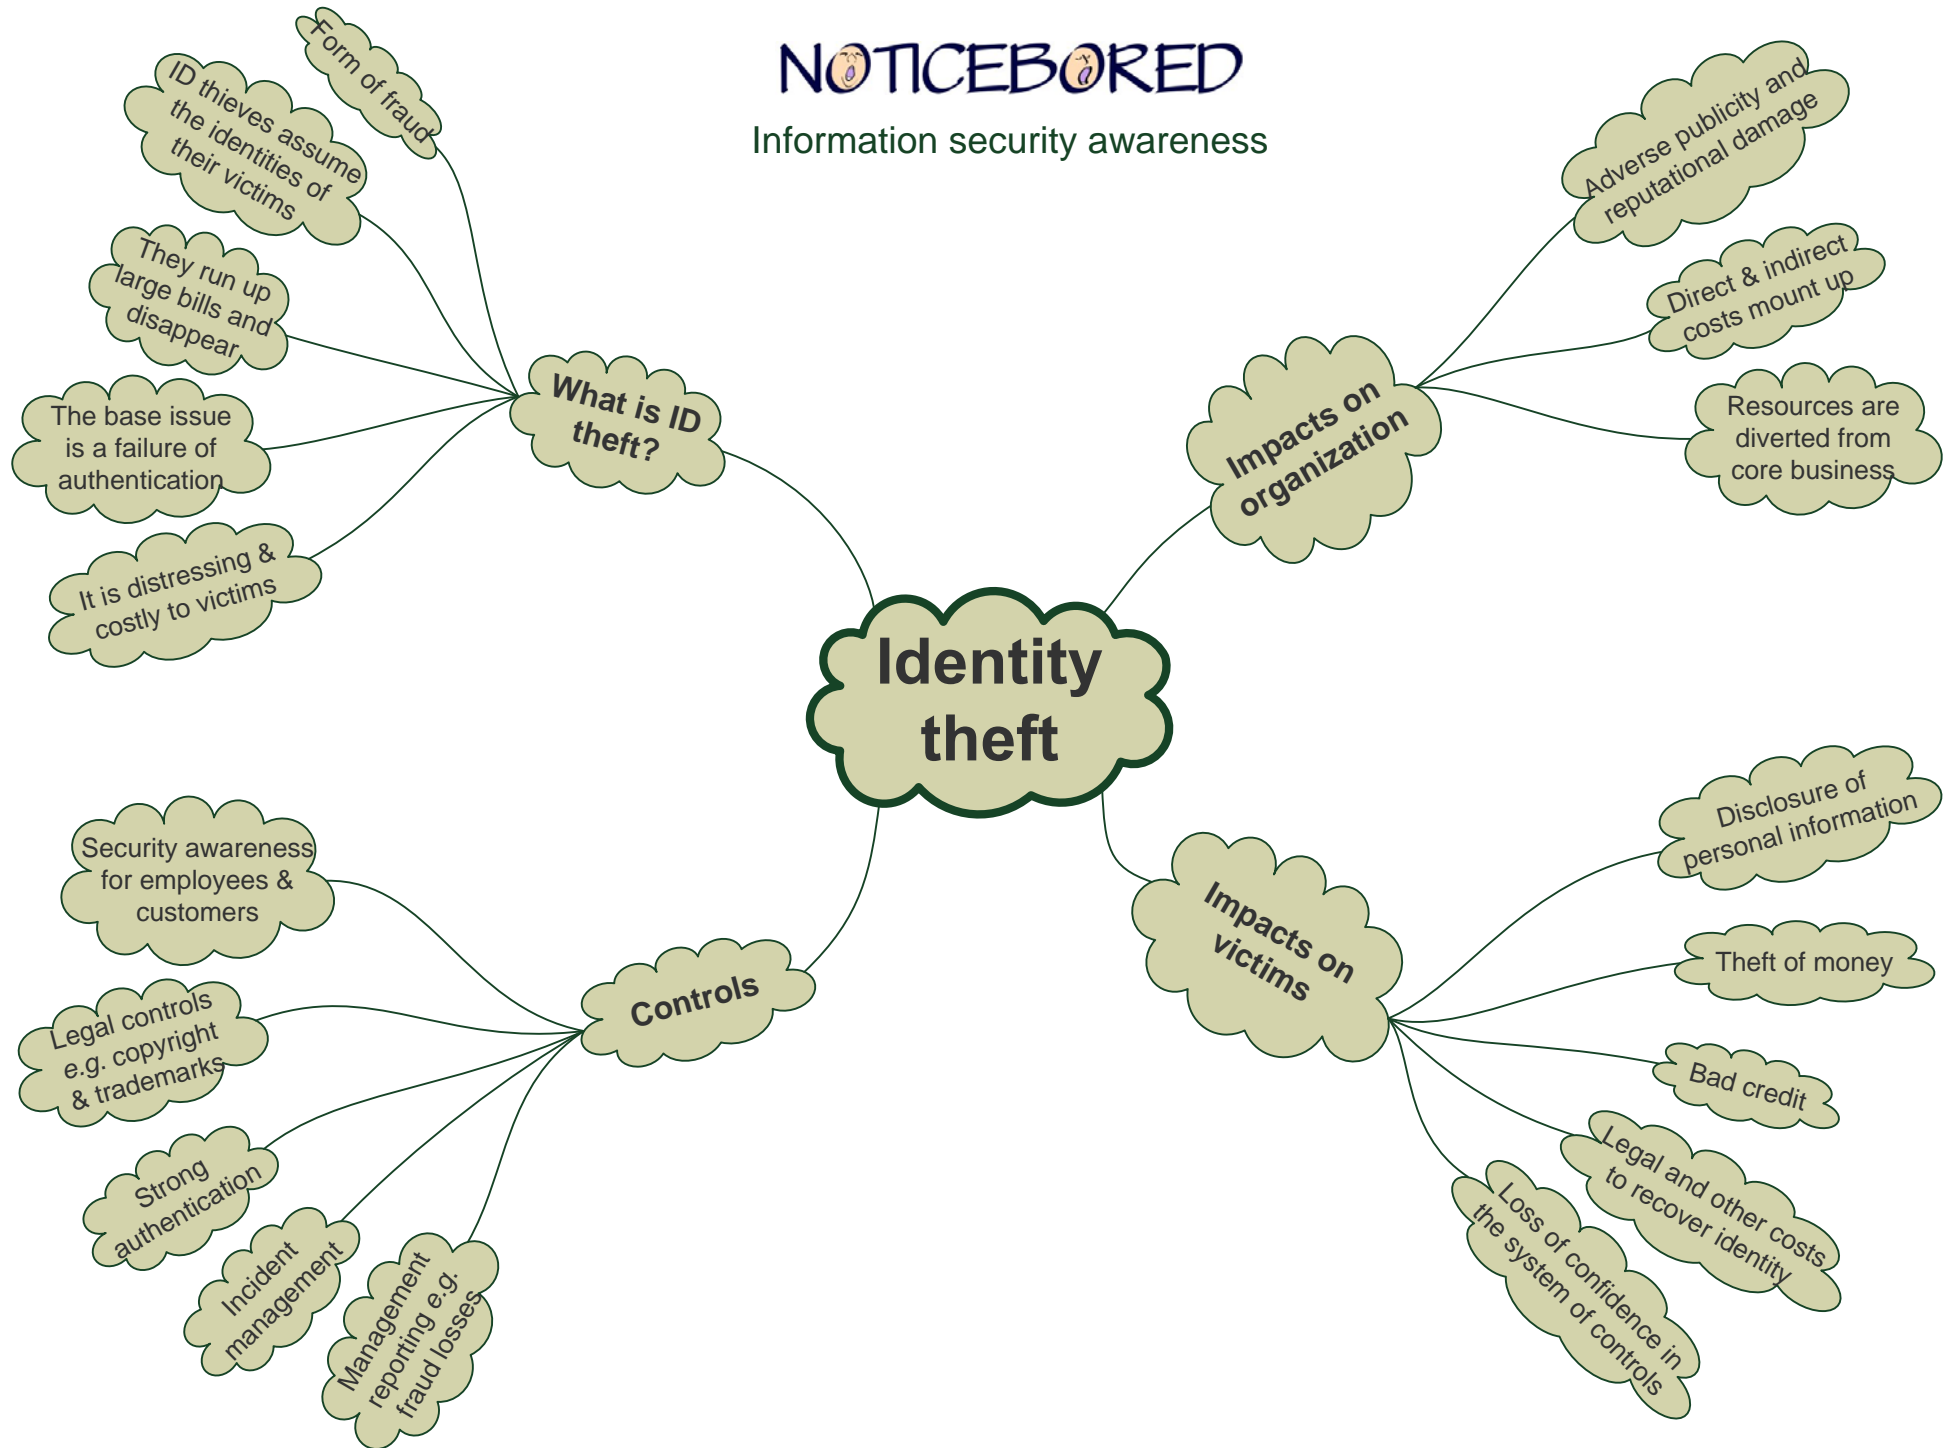 NOTICEBORED
Information security awareness
Form of fraud
ID thieves assume
the identities of
their victims
They run up
large bills and
disappear
The base issue
is a failure of
authentication
It is distressing &
costly to victims
What is ID
theft?
Adverse publicity and
reputational damage
Direct & indirect
costs mount up
Resources are
diverted from
core business
Impacts on
organization
Identity
theft
Security awareness
for employees &
customers
Legal controls
e.g. copyright
& trademarks
Strong
authentication
Incident
management
Management
reporting e.g.
fraud losses
Controls
Impacts on
victims
Disclosure of
personal information
Theft of money
Bad credit
Legal and other costs
to recover identity
Loss of confidence in
the system of controls